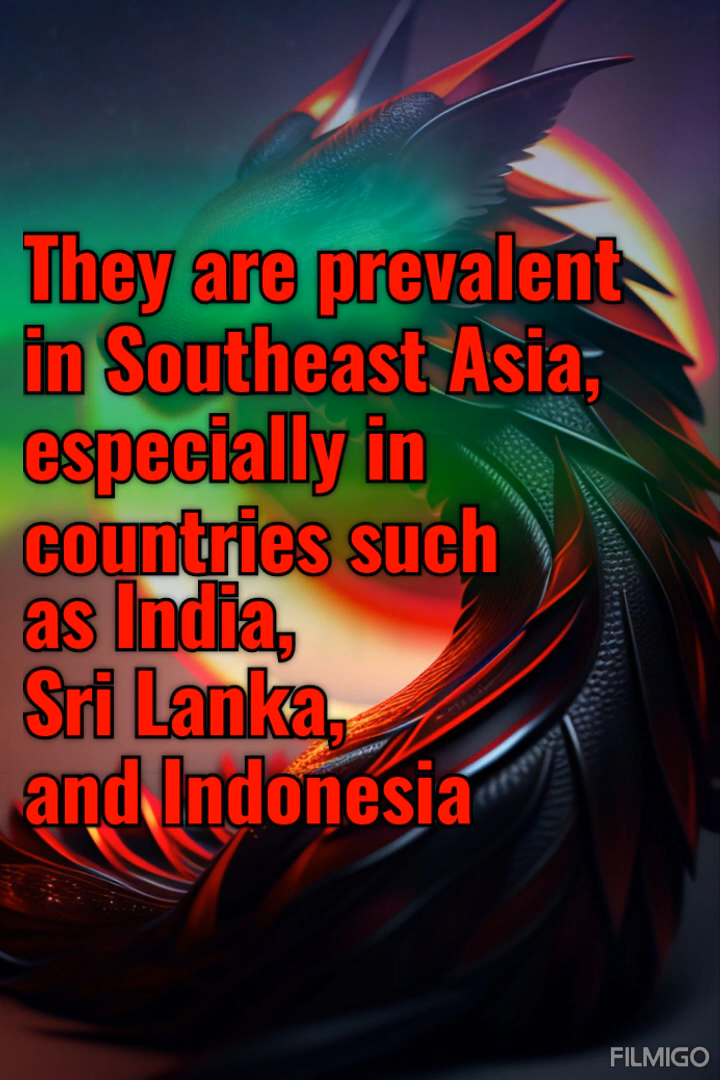 They are prevalent
in Southeast Asia,
especially in
countries such
as India,
Sri Lanka,
and Indonesia
FILMIGO